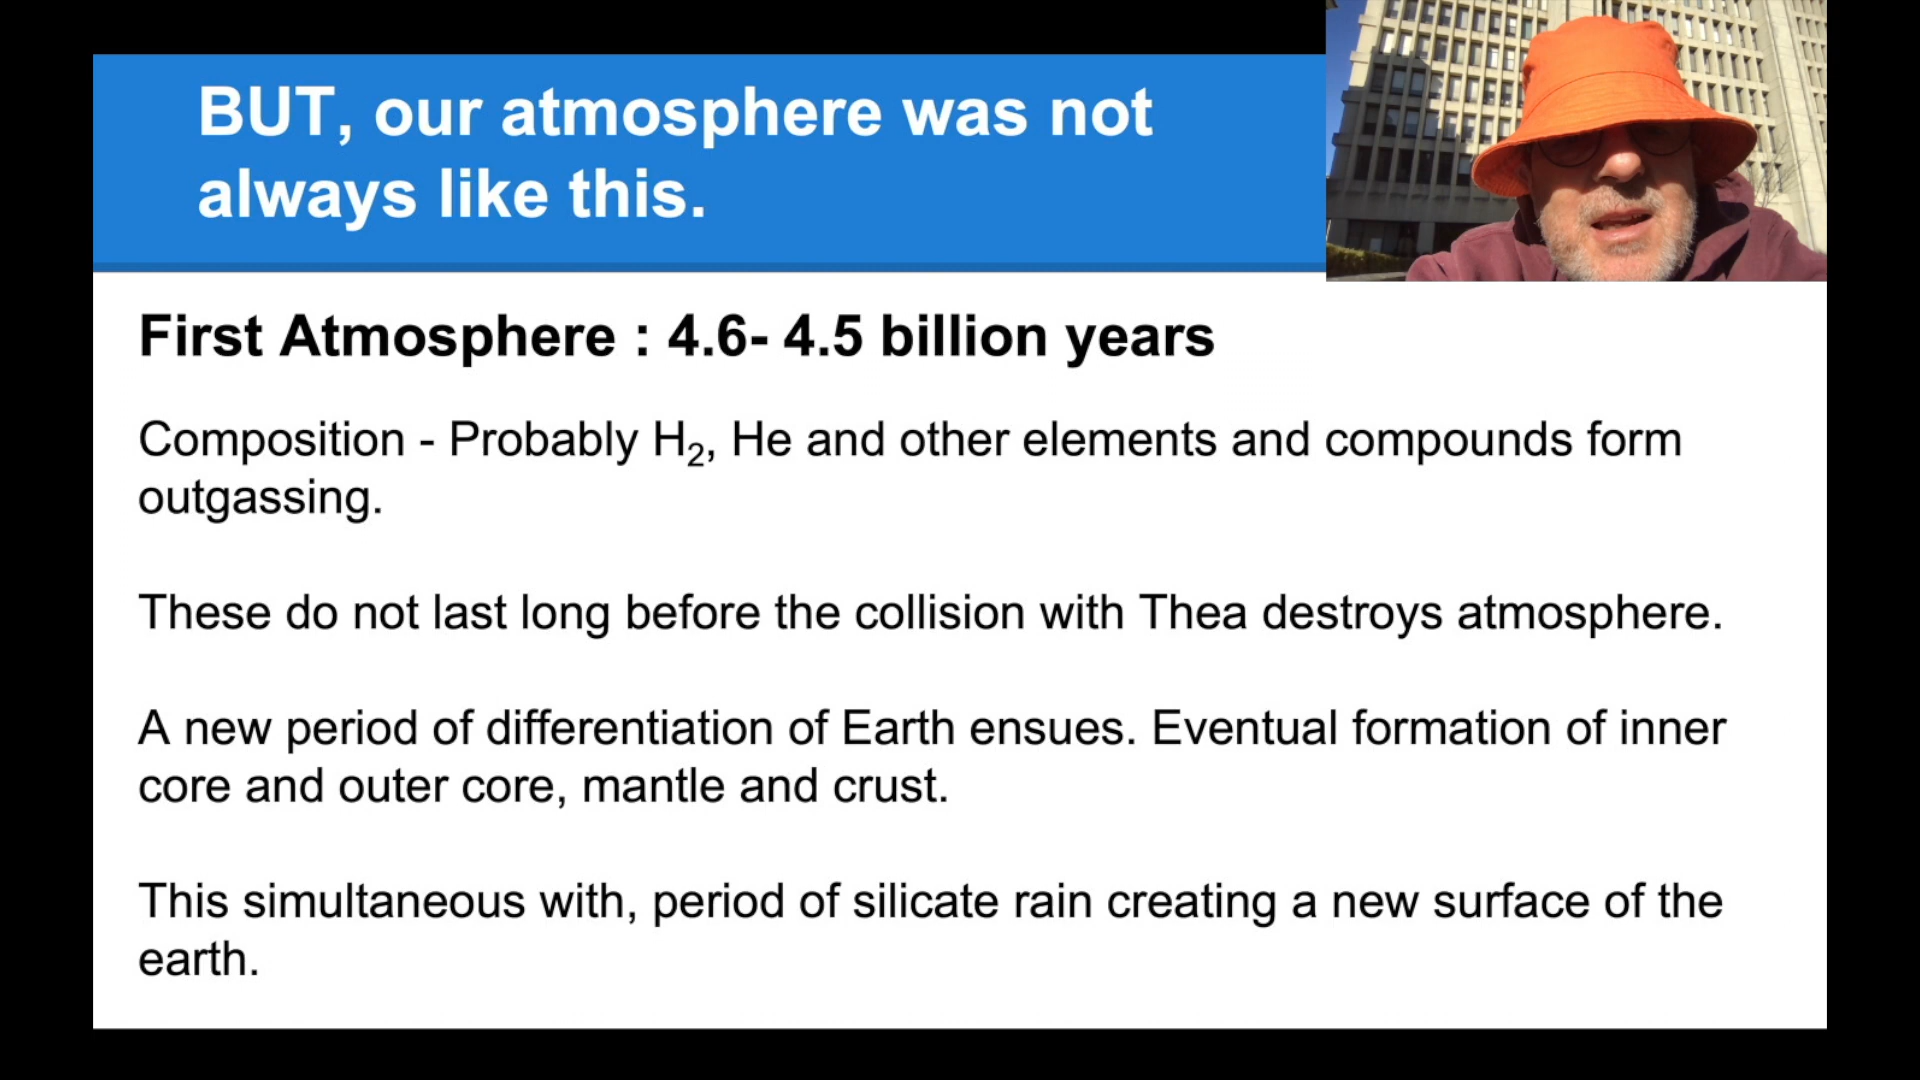 BUT, our atmosphere was not
always like this.
First Atmosphere : 4.6- 4.5 billion years
Composition - Probably H₂, He and other elements and compounds form
outgassing.
These do not last long before the collision with Thea destroys atmosphere.
A new period of differentiation of Earth ensues. Eventual formation of inner
core and outer core, mantle and crust.
This simultaneous with, period of silicate rain creating a new surface of the
earth.